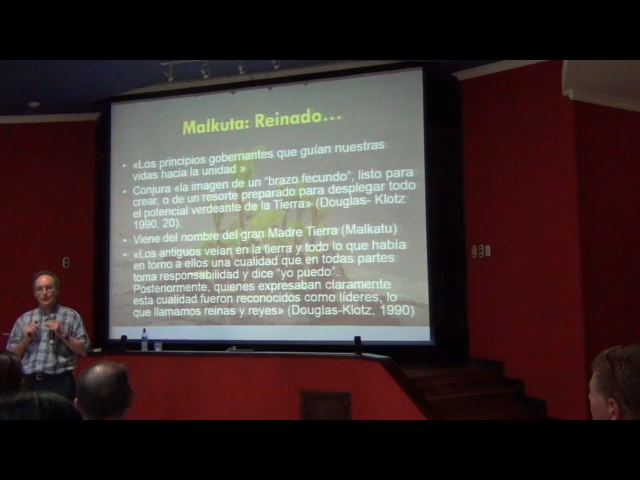 Malkuta: Reinado…
• «Los principios gobernantes que guían nuestras
vidas hacia la unidad »
• Conjura «la imagen de un “brazo fecundo”, listo para
crear, o de un resorte preparado para desplegar todo
el potencial verdeante de la Tierra» (Douglas- Klotz
1990, 20).
• Viene del nombre del gran Madre Tierra (Malkatu)
• «Los antiguos veían en la tierra y todo lo que había
en torno a ellos una cualidad que en todas partes
toma responsabilidad y dice “yo puedo”.
Posteriormente, quienes expresaban claramente
esta cualidad fueron reconocidos como líderes, lo
que llamamos reinas y reyes» (Douglas-Klotz, 1990)